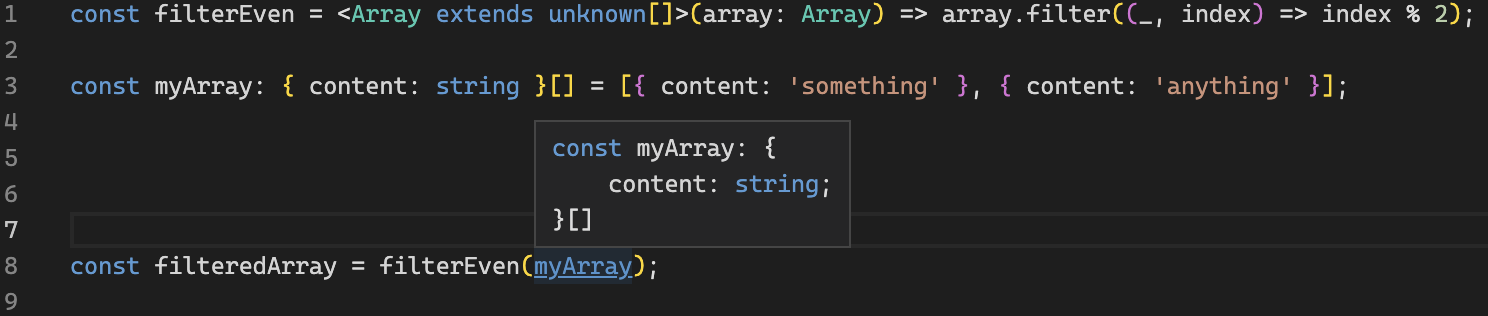 1 const filterEven = <Array extends unknown[]>(array: Array) => array.filter((_, index) => index % 2);
2
3 const myArray: { content: string }[] = [{ content: 'something' }, { content: 'anything' }];
4
const myArray: {
5
content: string;
6
}[]
7
8 const filteredArray = filterEven(myArray);
9